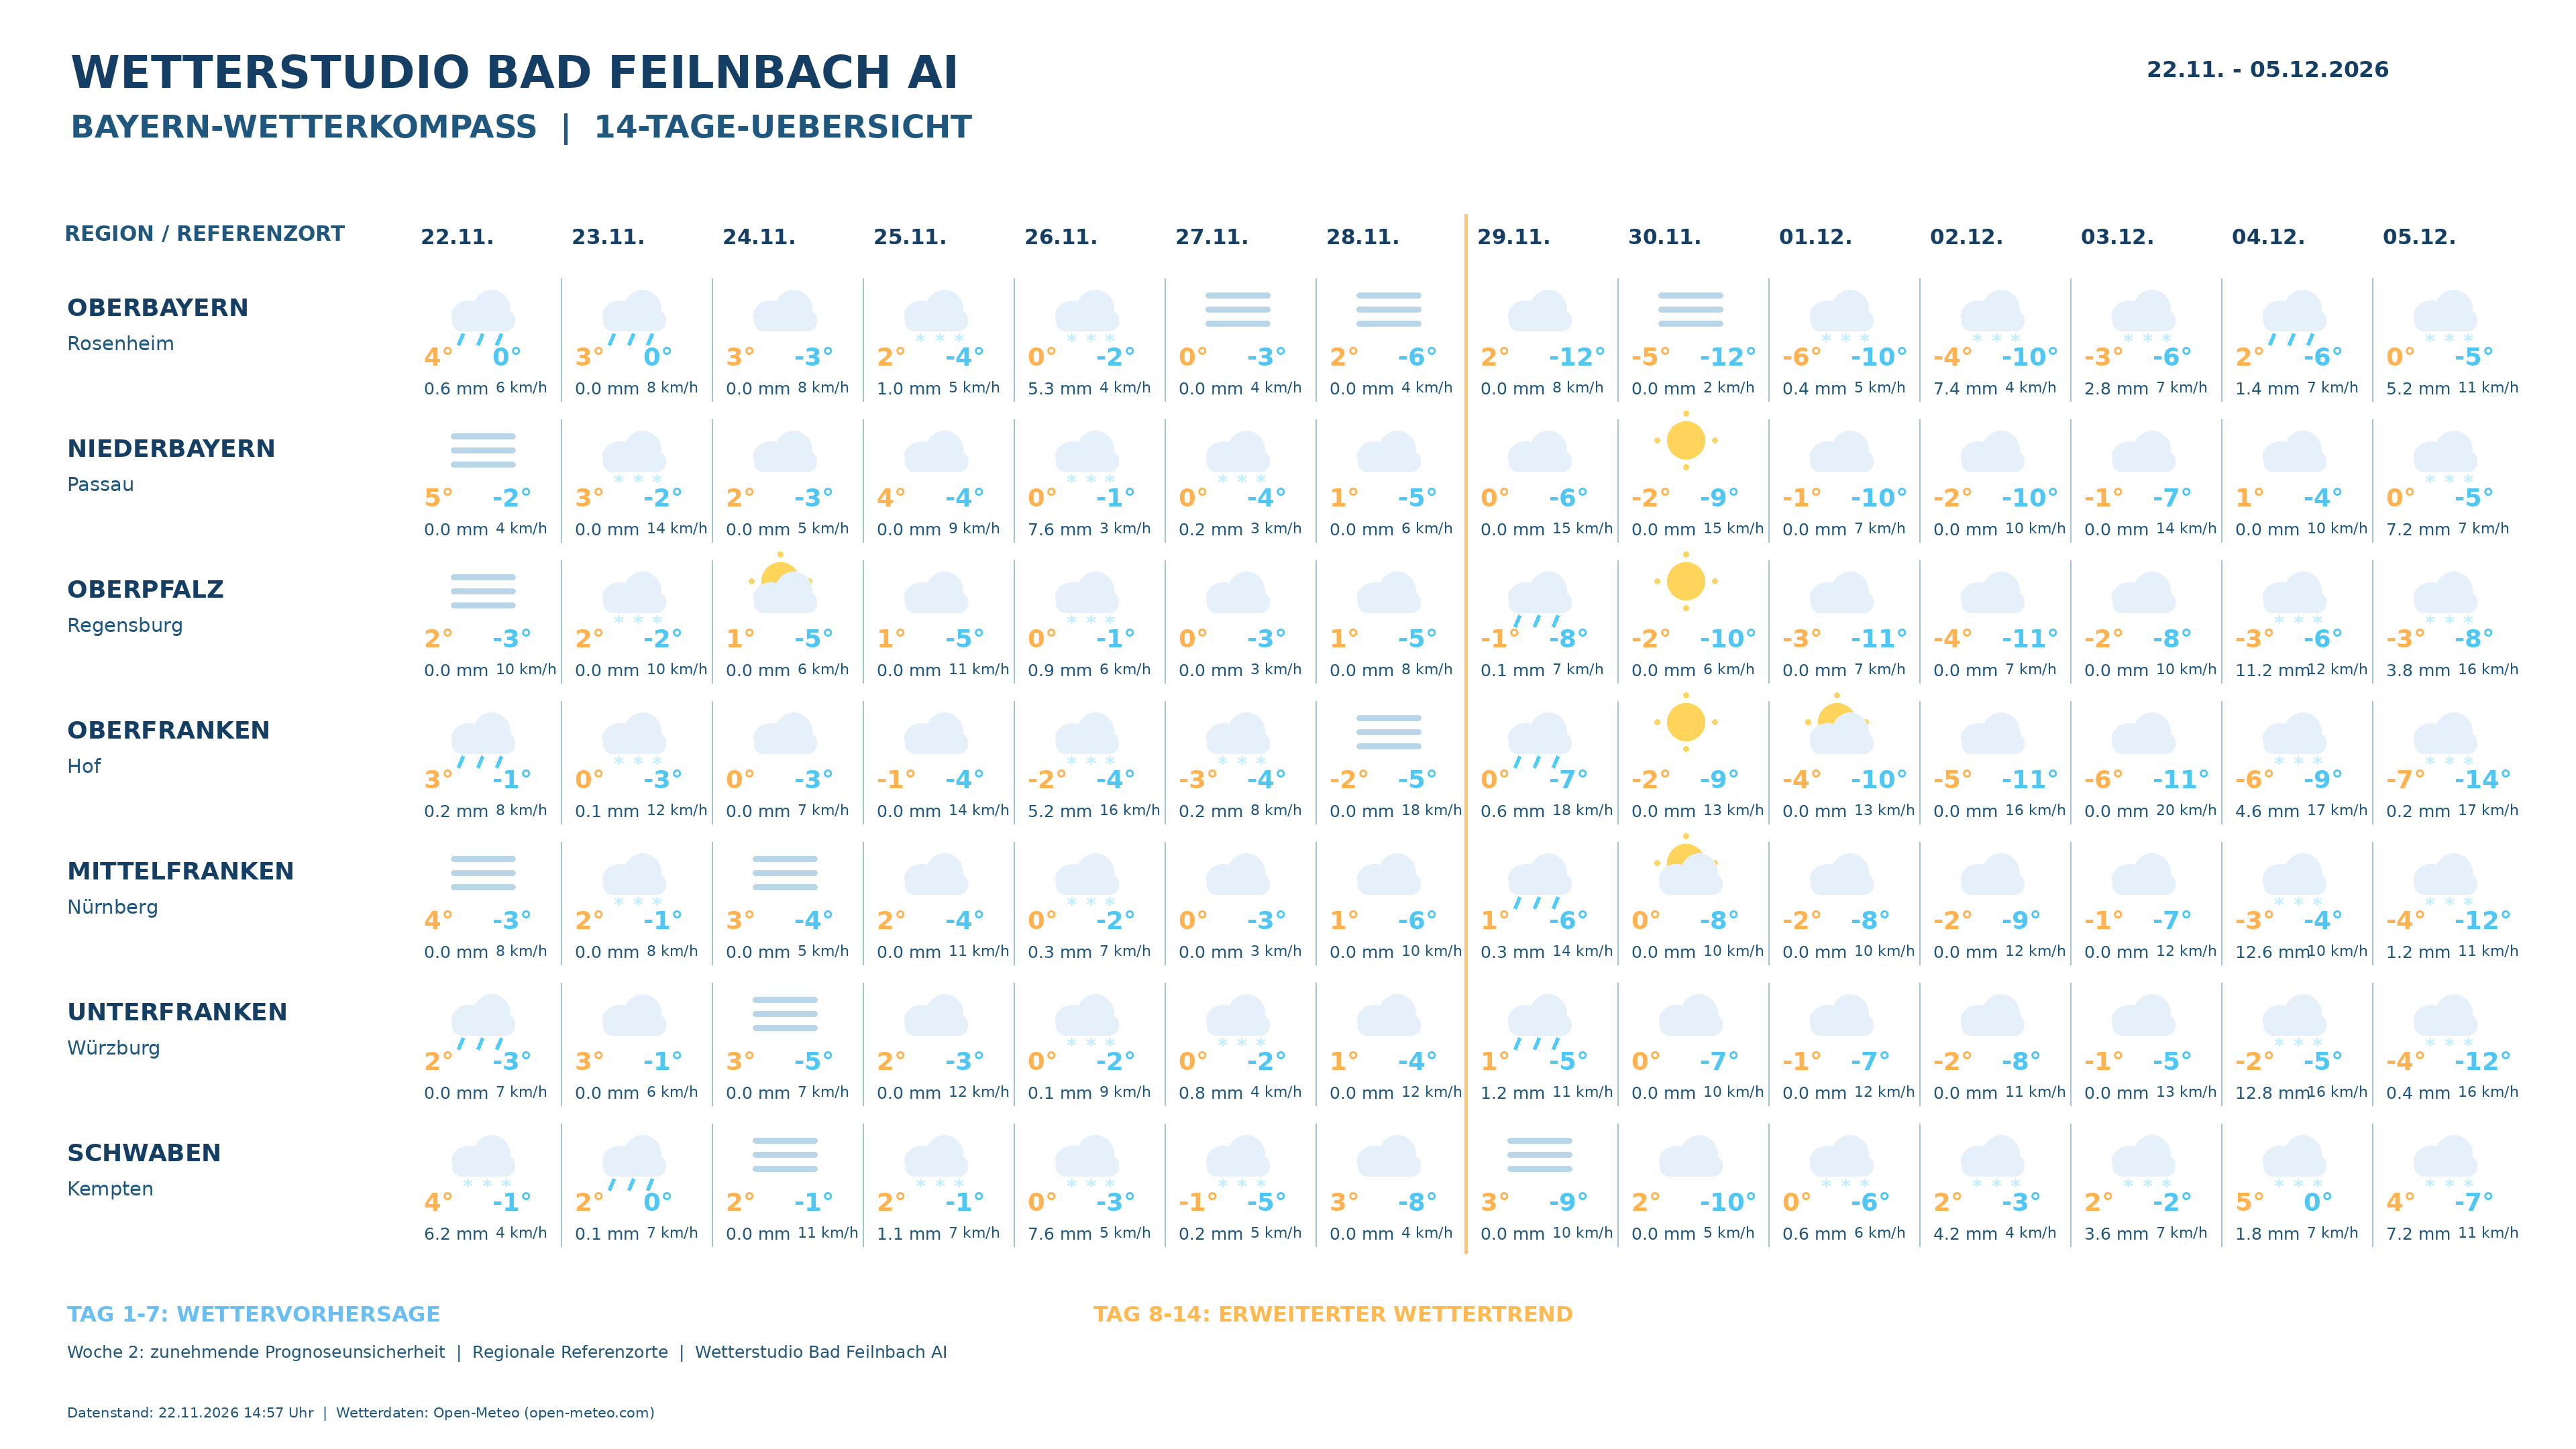 WETTERSTUDIO BAD FEILNBACH AI
22.11. - 05.12.2026
BAYERN-WETTERKOMPASS | 14-TAGE-UEBERSICHT
REGION / REFERENZORT 22.11. 23.11. 24.11. 25.11. 26.11. 27.11. 28.11. 29.11. 30.11. 01.12. 02.12. 03.12. 04.12. 05.12.
OBERBAYERN
Rosenheim
4° 0° 3° 0° 3° -3° 2° -4° 0° -2° 0° -3° 2° -6° 2° -12° -5° -12° -6° -10° -4° -10° -3° -6° 2° -6° 0° -5°
0.6 mm 6 km/h 0.0 mm 8 km/h 0.0 mm 8 km/h 1.0 mm 5 km/h 5.3 mm 4 km/h 0.0 mm 4 km/h 0.0 mm 4 km/h 0.0 mm 8 km/h 0.0 mm 2 km/h 0.4 mm 5 km/h 7.4 mm 4 km/h 2.8 mm 7 km/h 1.4 mm 7 km/h 5.2 mm 11 km/h
NIEDERBAYERN
Passau
5° -2° 3° -2° 2° -3° 4° -4° 0° -1° 0° -4° 1° -5° 0° -6° -2° -9° -1° -10° -2° -10° -1° -7° 1° -4° 0° -5°
0.0 mm 4 km/h 0.0 mm 14 km/h 0.0 mm 5 km/h 0.0 mm 9 km/h 7.6 mm 3 km/h 0.2 mm 3 km/h 0.0 mm 6 km/h 0.0 mm 15 km/h 0.0 mm 15 km/h 0.0 mm 7 km/h 0.0 mm 10 km/h 0.0 mm 14 km/h 0.0 mm 10 km/h 7.2 mm 7 km/h
OBERPFALZ
Regensburg
2° -3° 2° -2° 1° -5° 1° -5° 0° -1° 0° -3° 1° -5° -1° -8° -2° -10° -3° -11° -4° -11° -2° -8° -3° -6° -3° -8°
0.0 mm 10 km/h 0.0 mm 10 km/h 0.0 mm 6 km/h 0.0 mm 11 km/h 0.9 mm 6 km/h 0.0 mm 3 km/h 0.0 mm 8 km/h 0.1 mm 7 km/h 0.0 mm 6 km/h 0.0 mm 7 km/h 0.0 mm 7 km/h 0.0 mm 10 km/h 11.2 mm 12 km/h 3.8 mm 16 km/h
OBERFRANKEN
Hof
3° -1° 0° -3° 0° -3° -1° -4° -2° -4° -3° -4° -2° -5° 0° -7° -2° -9° -4° -10° -5° -11° -6° -11° -6° -9° -7° -14°
0.2 mm 8 km/h 0.1 mm 12 km/h 0.0 mm 7 km/h 0.0 mm 14 km/h 5.2 mm 16 km/h 0.2 mm 8 km/h 0.0 mm 18 km/h 0.6 mm 18 km/h 0.0 mm 13 km/h 0.0 mm 13 km/h 0.0 mm 16 km/h 0.0 mm 20 km/h 4.6 mm 17 km/h 0.2 mm 17 km/h
MITTELFRANKEN
Nürnberg
4° -3° 2° -1° 3° -4° 2° -4° 0° -2° 0° -3° 1° -6° 1° -6° 0° -8° -2° -8° -2° -9° -1° -7° -3° -4° -4° -12°
0.0 mm 8 km/h 0.0 mm 8 km/h 0.0 mm 5 km/h 0.0 mm 11 km/h 0.3 mm 7 km/h 0.0 mm 3 km/h 0.0 mm 10 km/h 0.3 mm 14 km/h 0.0 mm 10 km/h 0.0 mm 10 km/h 0.0 mm 12 km/h 0.0 mm 12 km/h 12.6 mm 10 km/h 1.2 mm 11 km/h
UNTERFRANKEN
Würzburg
2° -3° 3° -1° 3° -5° 2° -3° 0° -2° 0° -2° 1° -4° 1° -5° 0° -7° -1° -7° -2° -8° -1° -5° -2° -5° -4° -12°
0.0 mm 7 km/h 0.0 mm 6 km/h 0.0 mm 7 km/h 0.0 mm 12 km/h 0.1 mm 9 km/h 0.8 mm 4 km/h 0.0 mm 12 km/h 1.2 mm 11 km/h 0.0 mm 10 km/h 0.0 mm 12 km/h 0.0 mm 11 km/h 0.0 mm 13 km/h 12.8 mm 16 km/h 0.4 mm 16 km/h
SCHWABEN
Kempten
4° -1° 2° 0° 2° -1° 2° -1° 0° -3° -1° -5° 3° -8° 3° -9° 2° -10° 0° -6° 2° -3° 2° -2° 5° 0° 4° -7°
6.2 mm 4 km/h 0.1 mm 7 km/h 0.0 mm 11 km/h 1.1 mm 7 km/h 7.6 mm 5 km/h 0.2 mm 5 km/h 0.0 mm 4 km/h 0.0 mm 10 km/h 0.0 mm 5 km/h 0.6 mm 6 km/h 4.2 mm 4 km/h 3.6 mm 7 km/h 1.8 mm 7 km/h 7.2 mm 11 km/h
TAG 1-7: WETTERVORHERSAGE
TAG 8-14: ERWEITERTER WETTERTREND
Woche 2: zunehmende Prognoseunsicherheit | Regionale Referenzorte | Wetterstudio Bad Feilnbach AI
Datenstand: 22.11.2026 14:57 Uhr | Wetterdaten: Open-Meteo (open-meteo.com)